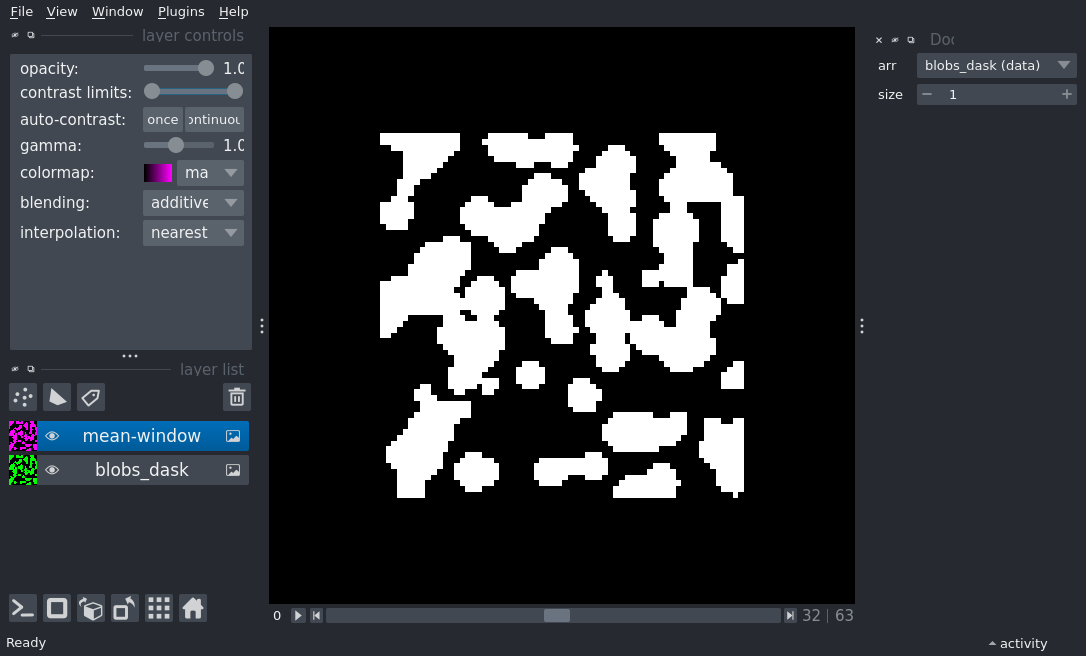 File View Window Plugins Help
layer controls
opacity: 1.0
contrast limits:
auto-contrast: once ontinuou
gamma: 1.0
colormap: ma
blending: additive
interpolation: nearest
layer list
mean-window
blobs_dask
0 32 | 63
Ready
activity
Doc
arr blobs_dask (data)
size 1